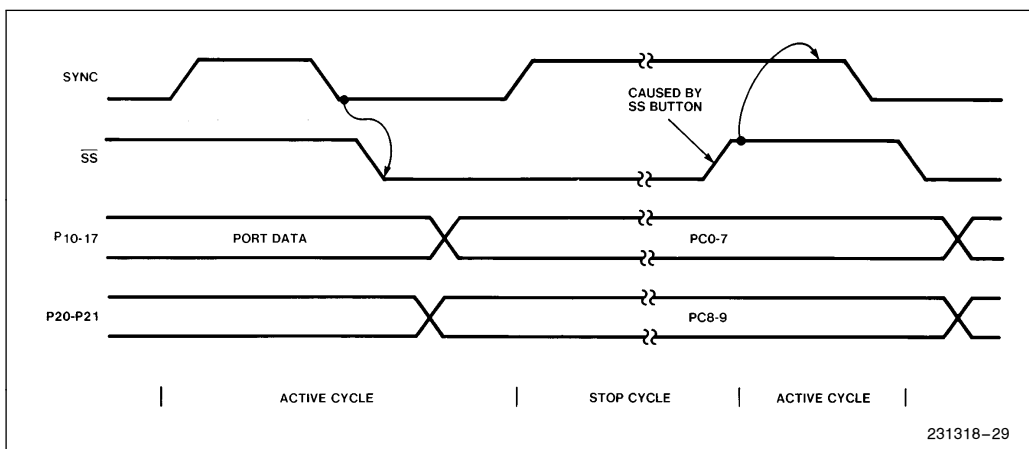 SYNC
CAUSED BY
SS BUTTON
SS
P10-17
PORT DATA
PC0-7
P20-P21
PC8-9
ACTIVE CYCLE
STOP CYCLE
ACTIVE CYCLE
231318-29